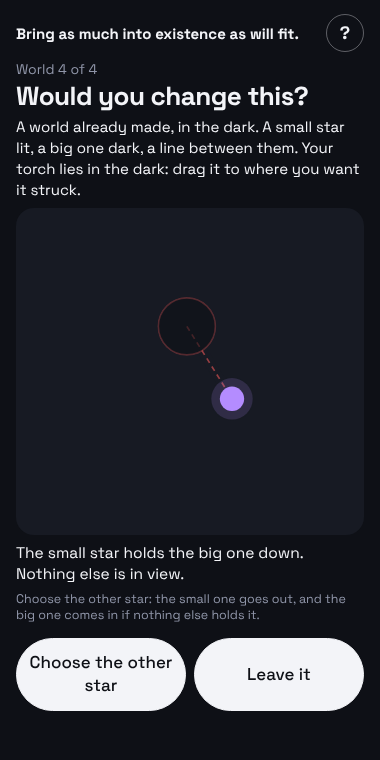 Bring as much into existence as will fit.
?
World 4 of 4
Would you change this?
A world already made, in the dark. A small star
lit, a big one dark, a line between them. Your
torch lies in the dark: drag it to where you want
it struck.
The small star holds the big one down.
Nothing else is in view.
Choose the other star: the small one goes out, and the
big one comes in if nothing else holds it.
Choose the other
star
Leave it